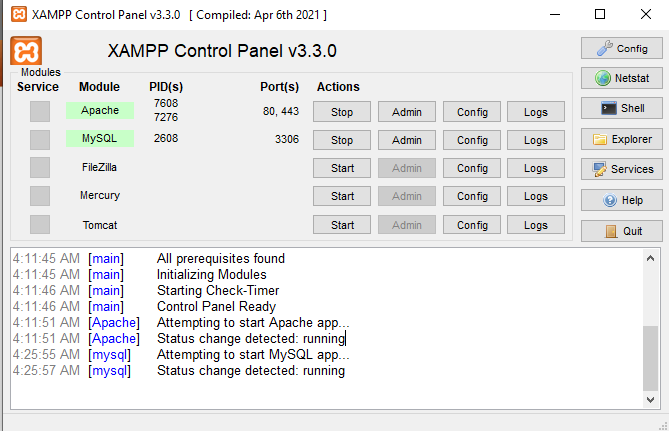 XAMPP Control Panel v3.3.0 [ Compiled: Apr 6th 2021 ]
XAMPP Control Panel v3.3.0
Config
Modules
Service Module PID(s) Port(s) Actions
Netstat
Apache 7608 7276 80, 443 Stop Admin Config Logs
Shell
MySQL 2608 3306 Stop Admin Config Logs
Explorer
FileZilla Start Admin Config Logs
Services
Mercury Start Admin Config Logs
Help
Tomcat Start Admin Config Logs
Quit
4:11:45 AM [main] All prerequisites found
4:11:46 AM [main] Initializing Modules
4:11:46 AM [main] Starting Check-Timer
4:11:46 AM [main] Control Panel Ready
4:11:51 AM [Apache] Attempting to start Apache app...
4:11:51 AM [Apache] Status change detected: running
4:25:55 AM [mysql] Attempting to start MySQL app...
4:25:57 AM [mysql] Status change detected: running